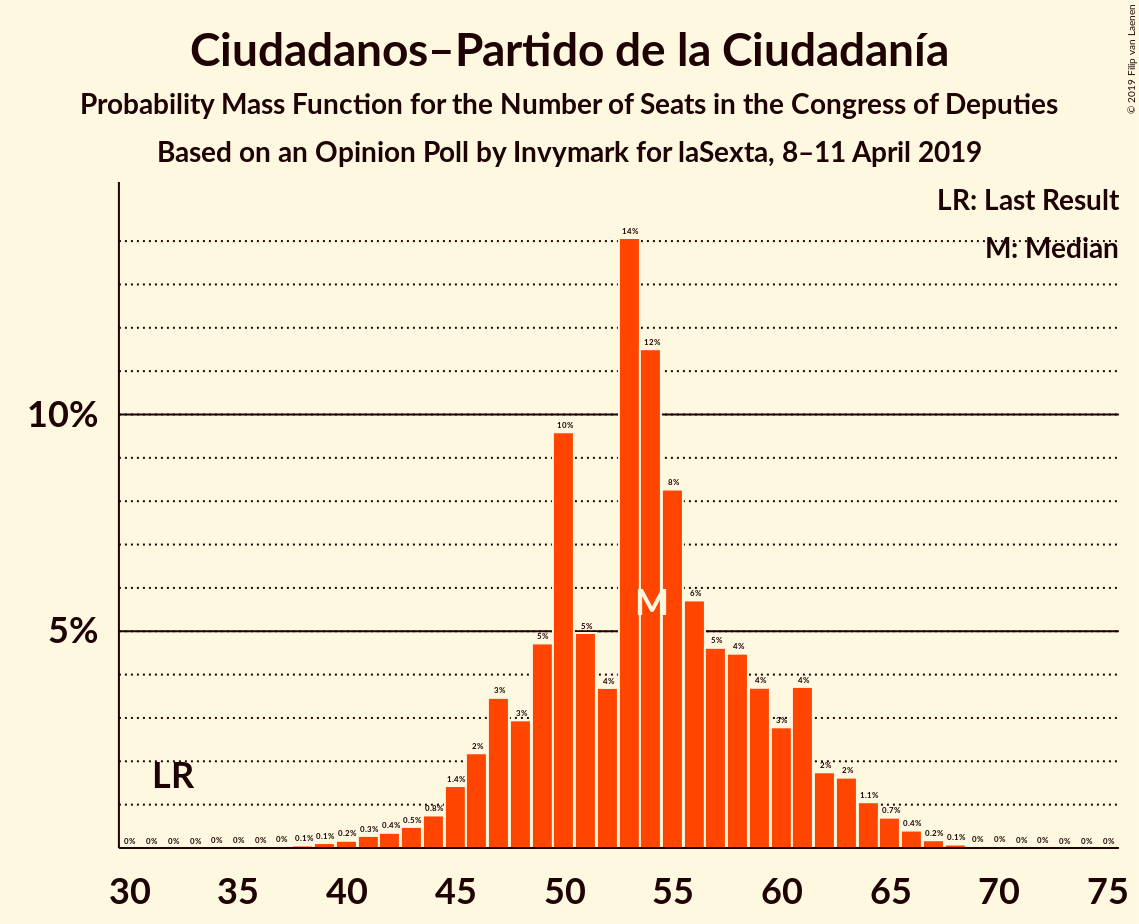 Ciudadanos–Partido de la Ciudadanía
Probability Mass Function for the Number of Seats in the Congress of Deputies
Based on an Opinion Poll by Invymark for laSexta, 8–11 April 2019
© 2019 Filip van Laenen
LR: Last Result
M: Median
10%
5%
LR
M
0% 0% 0% 0% 0% 0% 0% 0% 0.1% 0.1% 0.2% 0.3% 0.4% 0.5% 0.8% 1.4% 2% 3% 3% 5% 10% 5% 4% 14% 12% 8% 6% 5% 4% 4% 3% 4% 2% 2% 1.1% 0.7% 0.4% 0.2% 0.1% 0% 0% 0% 0% 0% 0% 0%
30 35 40 45 50 55 60 65 70 75